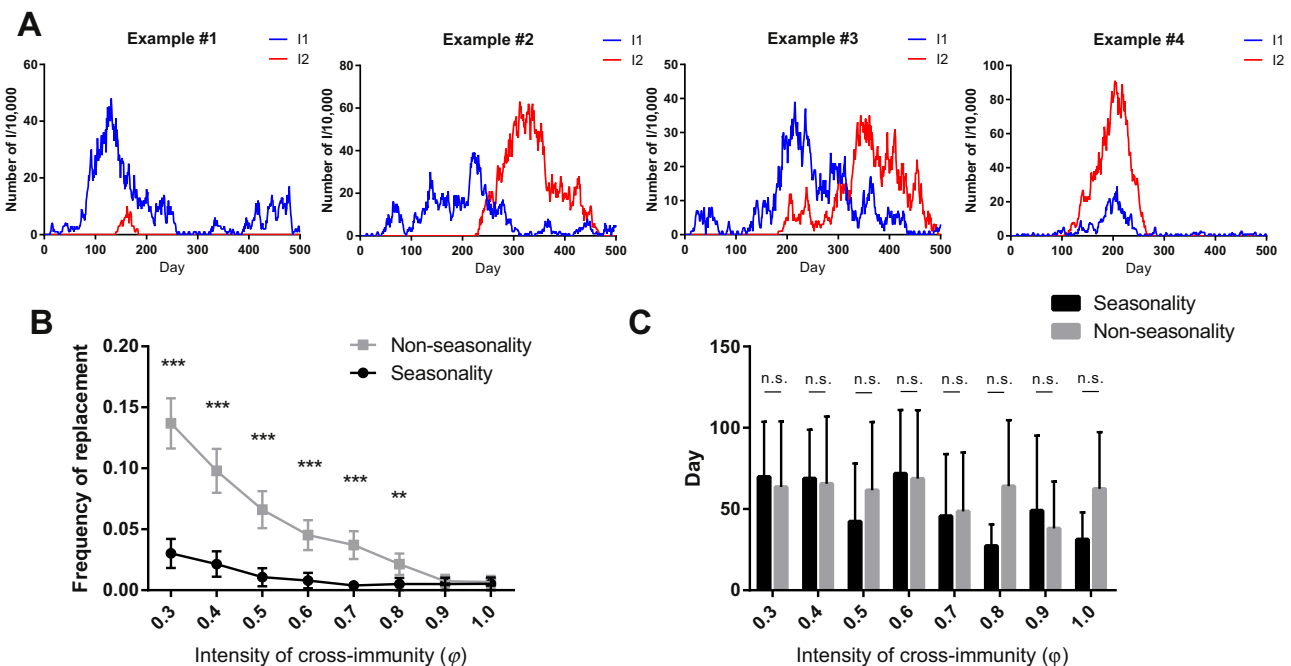 A
Example #1
I1
I2
Number of I/10,000
60
40
20
0
0 100 200 300 400 500
Day
Example #2
I1
I2
Number of I/10,000
80
60
40
20
0
0 100 200 300 400 500
Day
Example #3
I1
I2
Number of I/10,000
50
40
30
20
10
0
0 100 200 300 400 500
Day
Example #4
I1
I2
Number of I/10,000
100
80
60
40
20
0
0 100 200 300 400 500
Day
B
Non-seasonality
Seasonality
Frequency of replacement
0.20
0.15
0.10
0.05
0.00
*** *** *** *** *** **
0.3 0.4 0.5 0.6 0.7 0.8 0.9 1.0
Intensity of cross-immunity (φ)
C
Seasonality
Non-seasonality
Day
150
100
50
0
n.s. n.s. n.s. n.s. n.s. n.s. n.s. n.s.
0.3 0.4 0.5 0.6 0.7 0.8 0.9 1.0
Intensity of cross-immunity (φ)